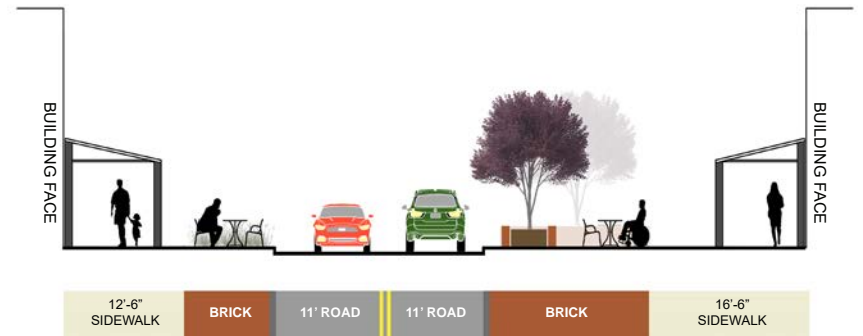 BUILDING FACE
BUILDING FACE
12’-6”
SIDEWALK
BRICK
11’ ROAD
11’ ROAD
BRICK
16’-6”
SIDEWALK